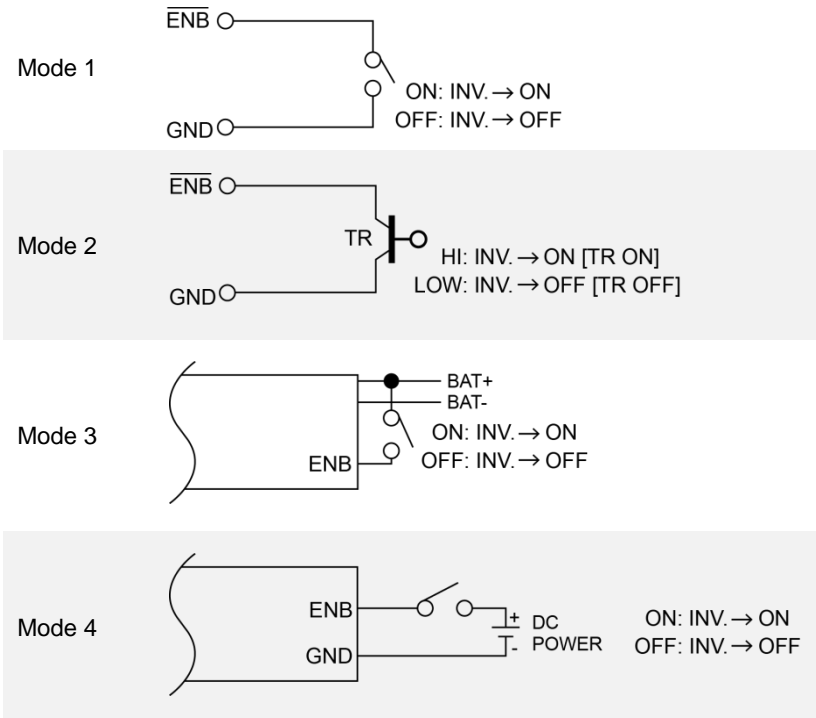 Mode 1
E̅N̅B̅
GND
ON: INV.→ ON
OFF: INV.→ OFF
Mode 2
E̅N̅B̅
TR
GND
HI: INV. → ON [TR ON]
LOW: INV. → OFF [TR OFF]
Mode 3
BAT+
BAT-
ENB
ON: INV. → ON
OFF: INV. → OFF
Mode 4
ENB
GND
+
-
DC
POWER
ON: INV. → ON
OFF: INV. → OFF